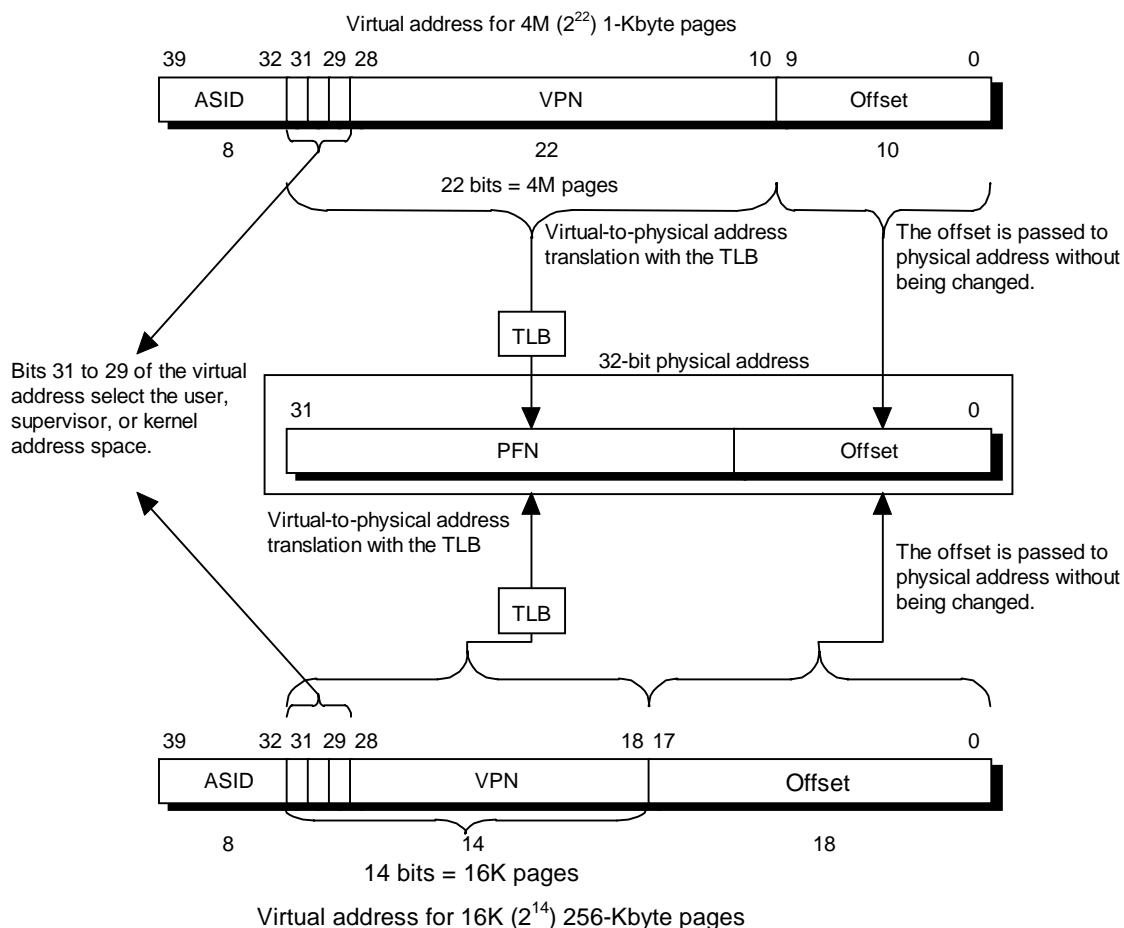 Virtual address for 4M (2²²) 1-Kbyte pages
39 32 31 29 28 10 9 0
ASID VPN Offset
8 22 10
22 bits = 4M pages
Virtual-to-physical address
translation with the TLB
The offset is passed to
physical address without
being changed.
TLB
32-bit physical address
Bits 31 to 29 of the virtual
address select the user,
supervisor, or kernel
address space.
31 0
PFN Offset
Virtual-to-physical address
translation with the TLB
The offset is passed to
physical address without
being changed.
TLB
39 32 31 29 28 18 17 0
ASID VPN Offset
8 14 18
14 bits = 16K pages
Virtual address for 16K (2¹⁴) 256-Kbyte pages